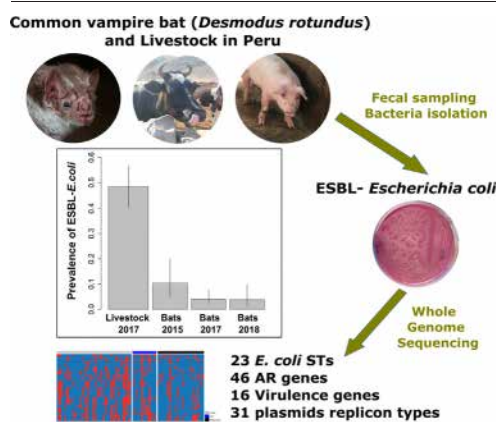 Common vampire bat (Desmodus rotundus)
and Livestock in Peru
Fecal sampling
Bacteria isolation
Prevalence of ESBL-E.coli
0.6
0.5
0.4
0.3
0.2
0.1
0.0
Livestock Bats Bats Bats
2017 2015 2017 2018
ESBL- Escherichia coli
Whole
Genome
Sequencing
23 E. coli STs
46 AR genes
16 Virulence genes
31 plasmids replicon types